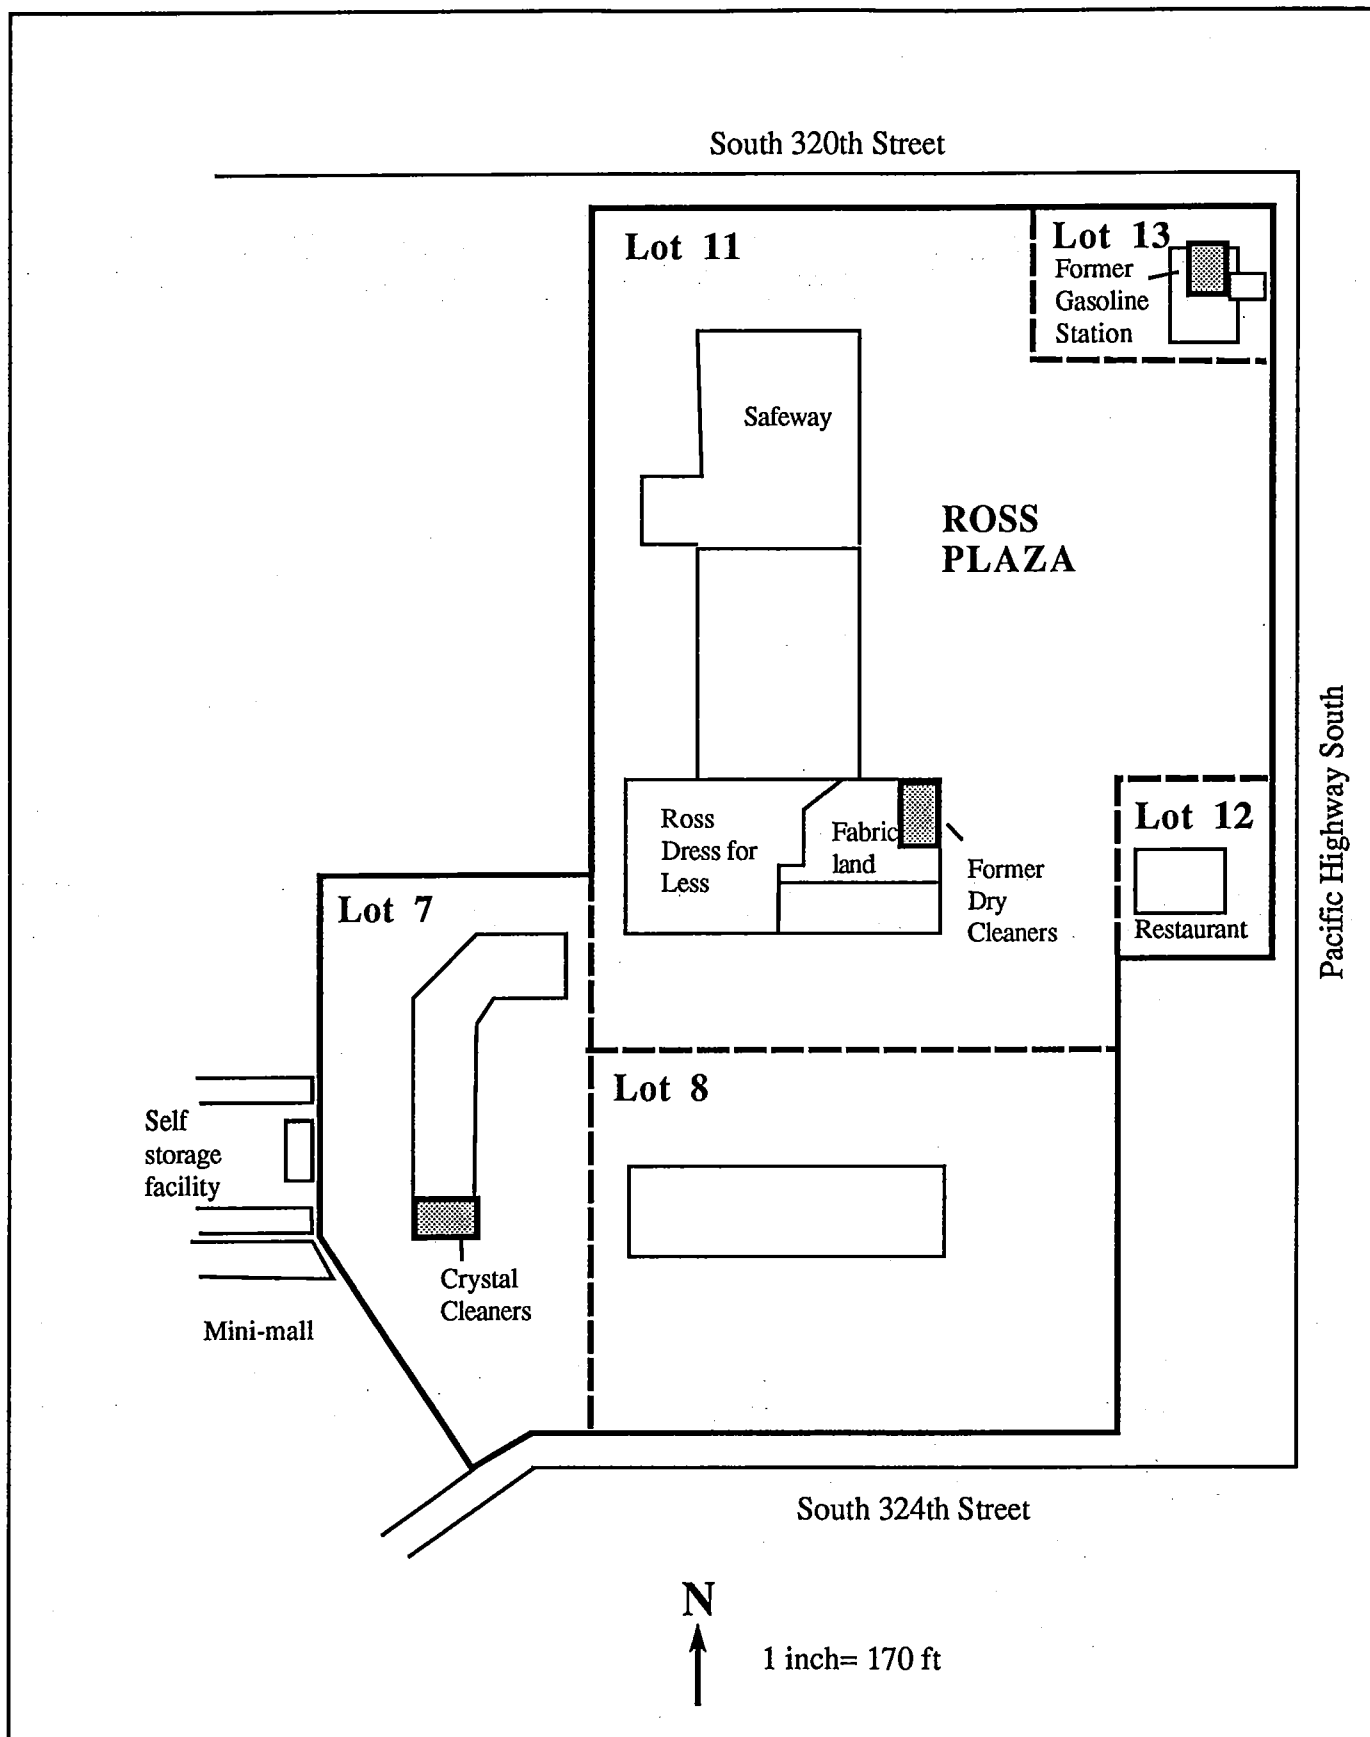 South 320th Street
Lot 11
Lot 13
Former
Gasoline
Station
Safeway
ROSS
PLAZA
Pacific Highway South
Ross
Dress for
Less
Fabric
land
Former
Dry
Cleaners
Lot 12
Restaurant
Lot 7
Lot 8
Self
storage
facility
Crystal
Cleaners
Mini-mall
South 324th Street
N
1 inch= 170 ft